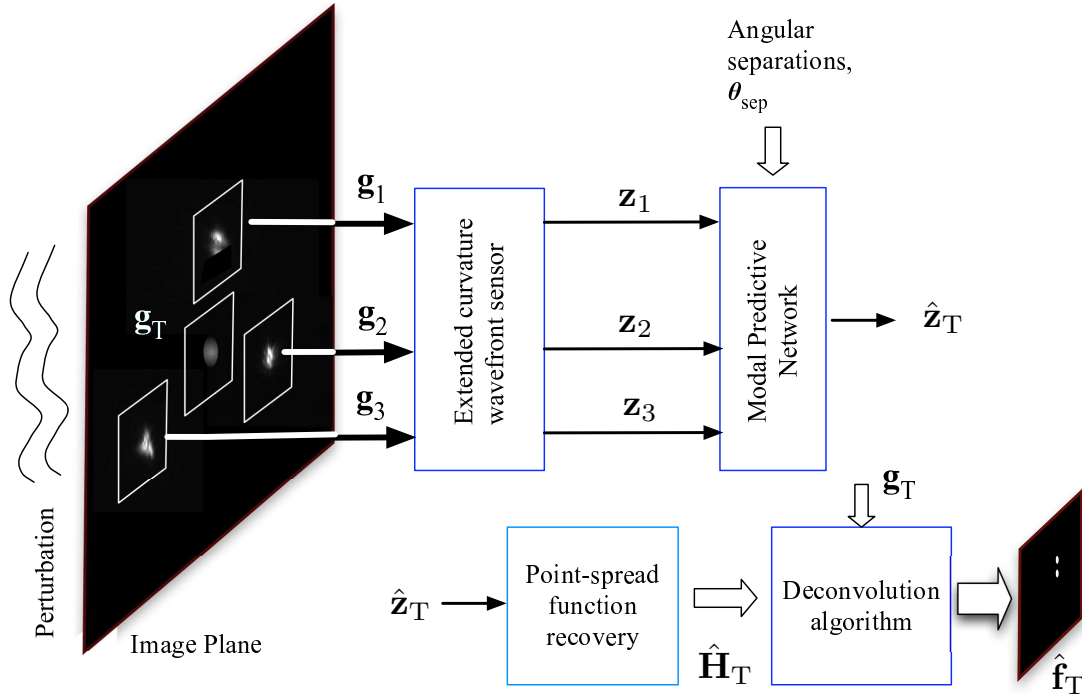 Angular
separations,
θsep
g1
g2
g3
gT
Extended curvature
wavefront sensor
z1
z2
z3
Modal Predictive
Network
ẑT
Perturbation
Image Plane
ẑT
Point-spread
function
recovery
ĤT
gT
Deconvolution
algorithm
f̂T